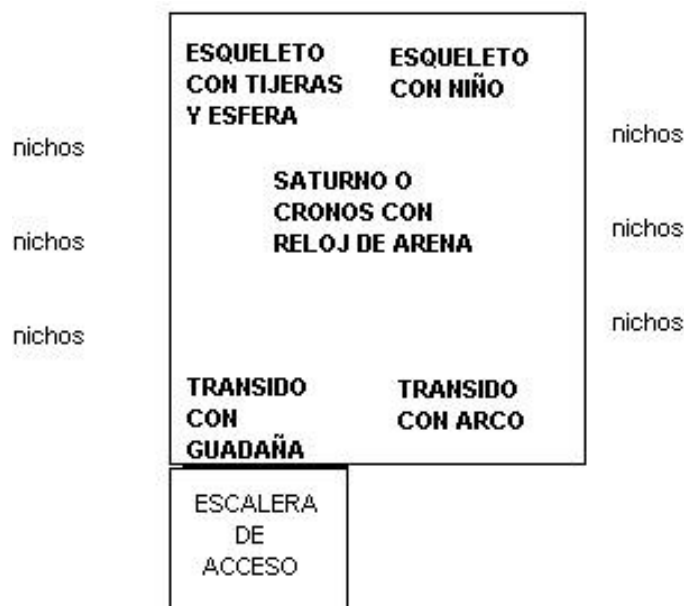 ESQUELETO
CON TIJERAS
Y ESFERA
ESQUELETO
CON NIÑO
nichos
nichos
SATURNO O
CRONOS CON
RELOJ DE ARENA
nichos
nichos
nichos
nichos
TRANSIDO
CON
GUADAÑA
TRANSIDO
CON ARCO
ESCALERA
DE
ACCESO